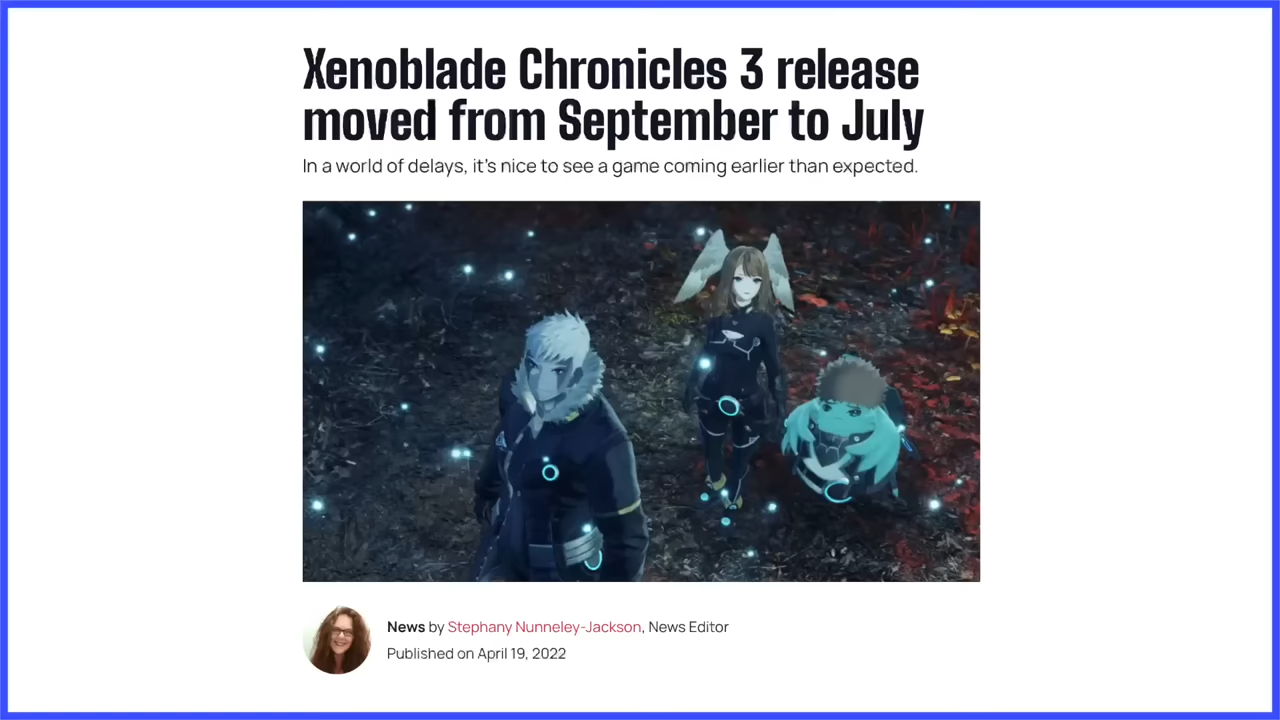 Xenoblade Chronicles 3 release
moved from September to July
In a world of delays, it's nice to see a game coming earlier than expected.
News by Stephany Nunneley-Jackson, News Editor
Published on April 19, 2022